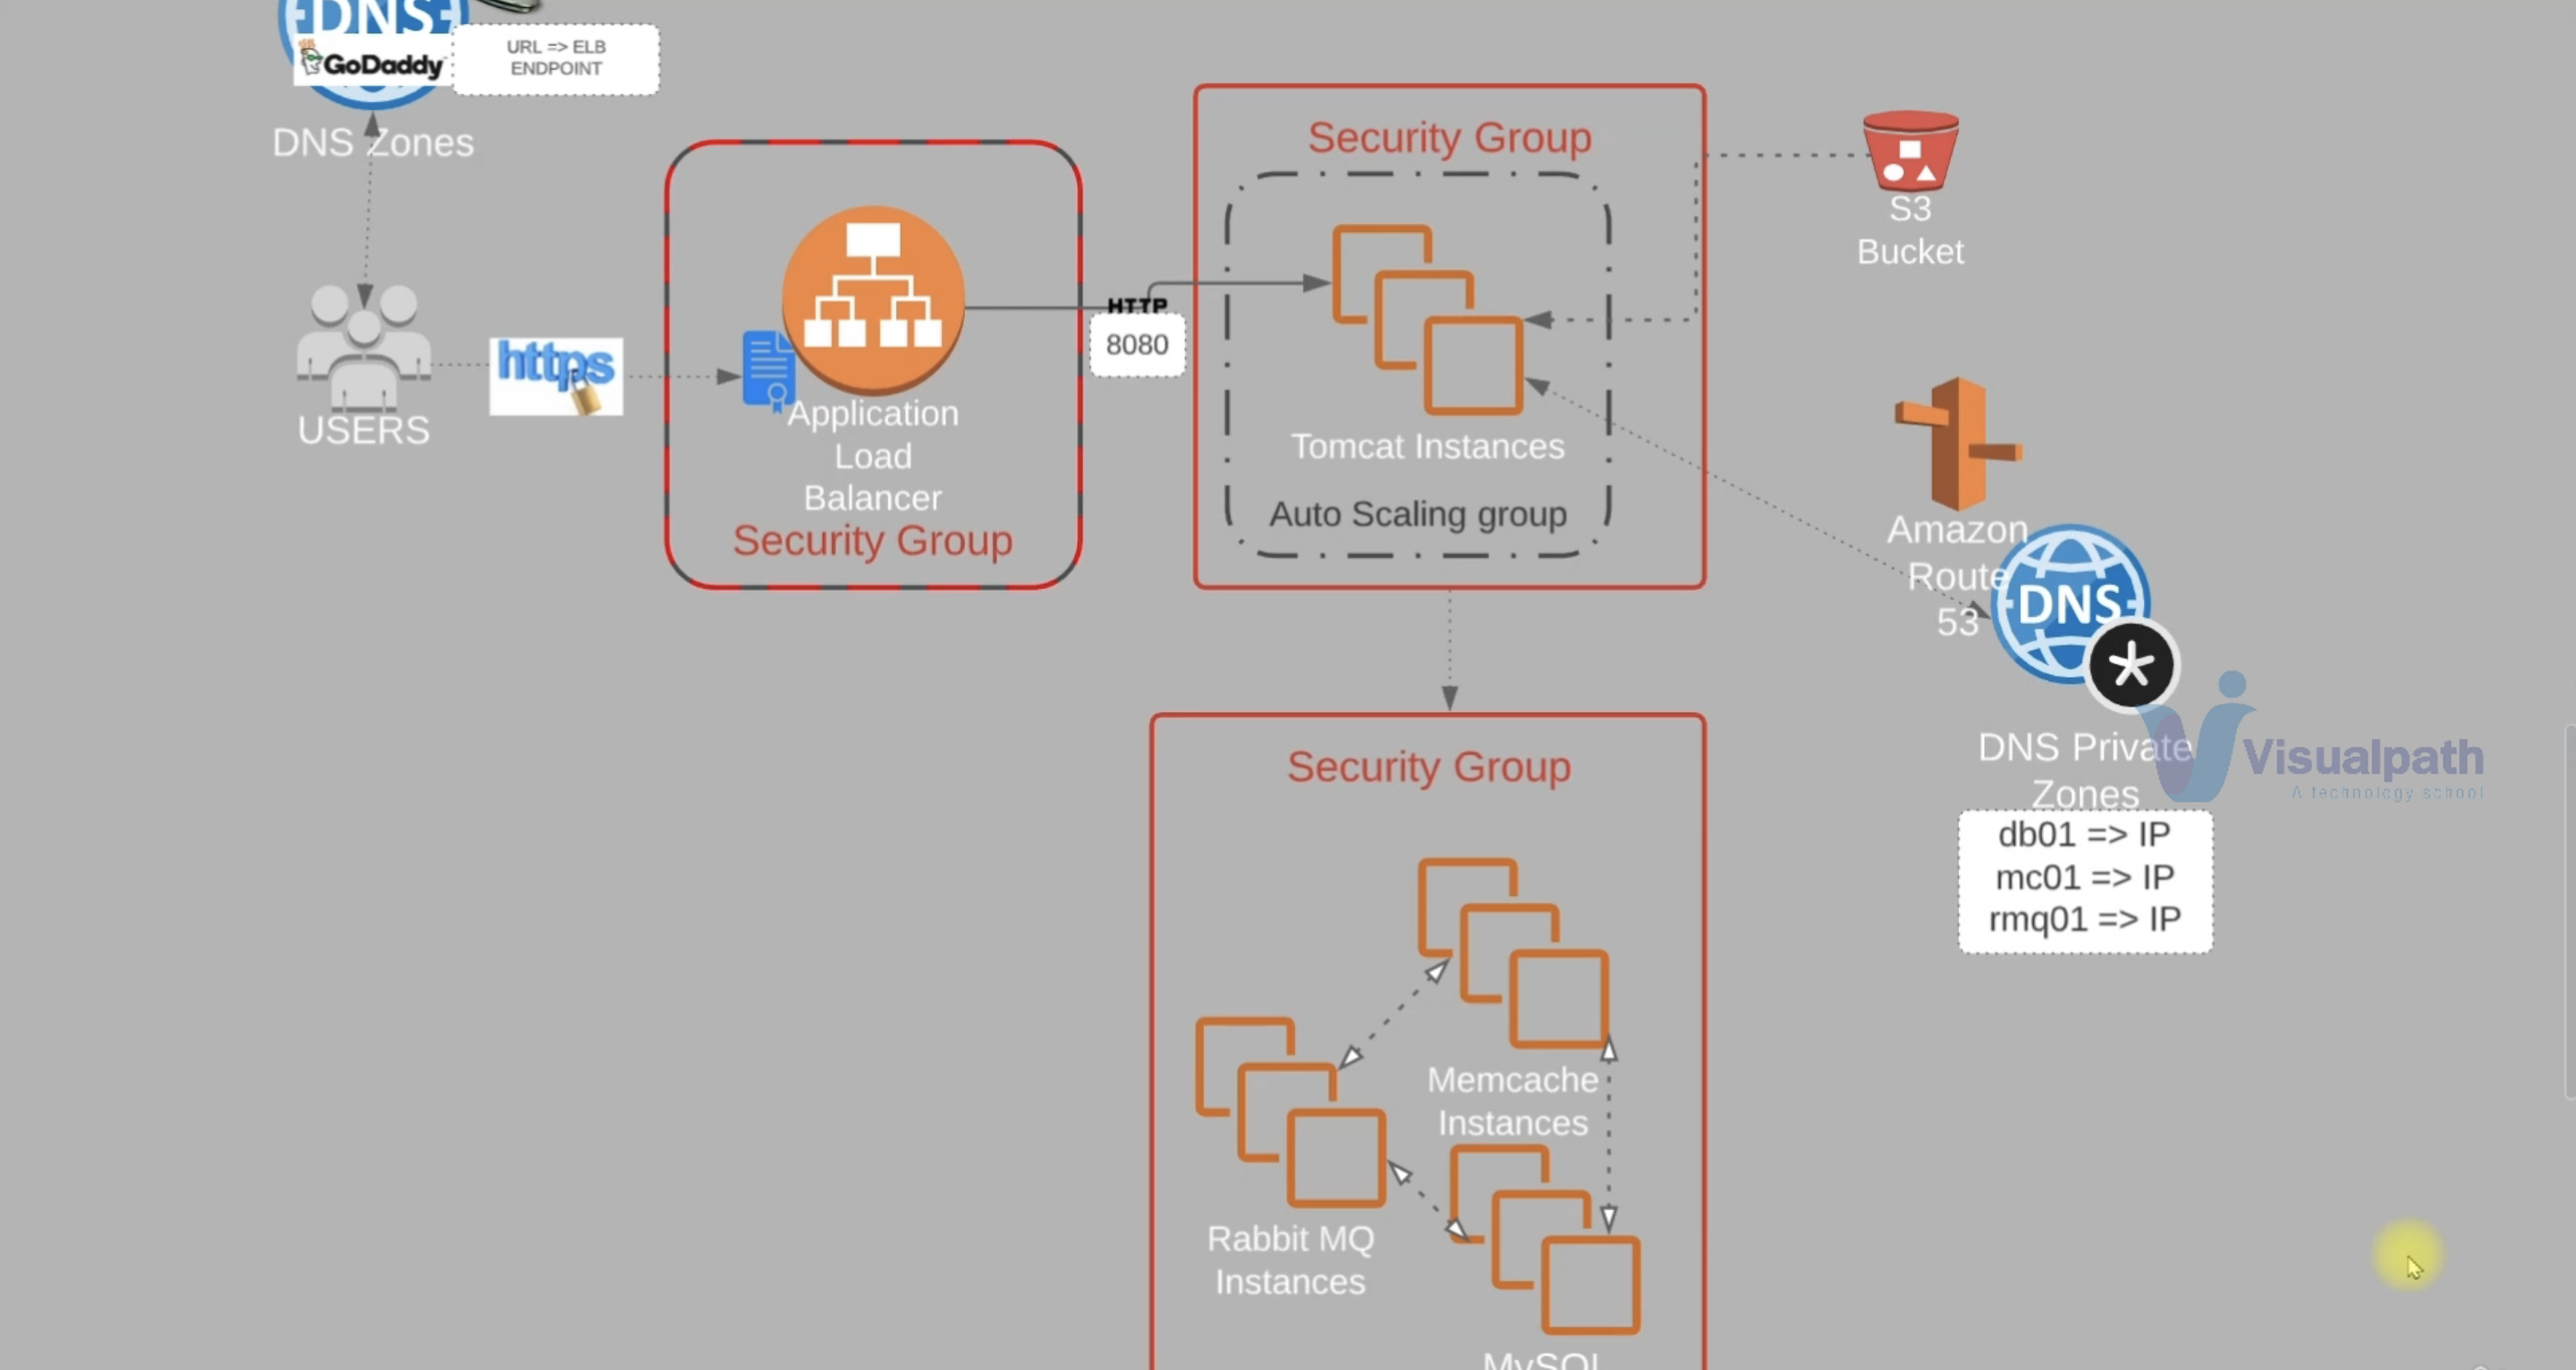 DNS
GoDaddy
URL => ELB
ENDPOINT
DNS Zones
USERS
https
Application
Load
Balancer
Security Group
HTTP
8080
Security Group
Tomcat Instances
Auto Scaling group
S3
Bucket
Amazon
Route
53
DNS
DNS Private
Zones
db01 => IP
mc01 => IP
rmq01 => IP
Visualpath
A technology school
Security Group
Memcache
Instances
Rabbit MQ
Instances
MySQL